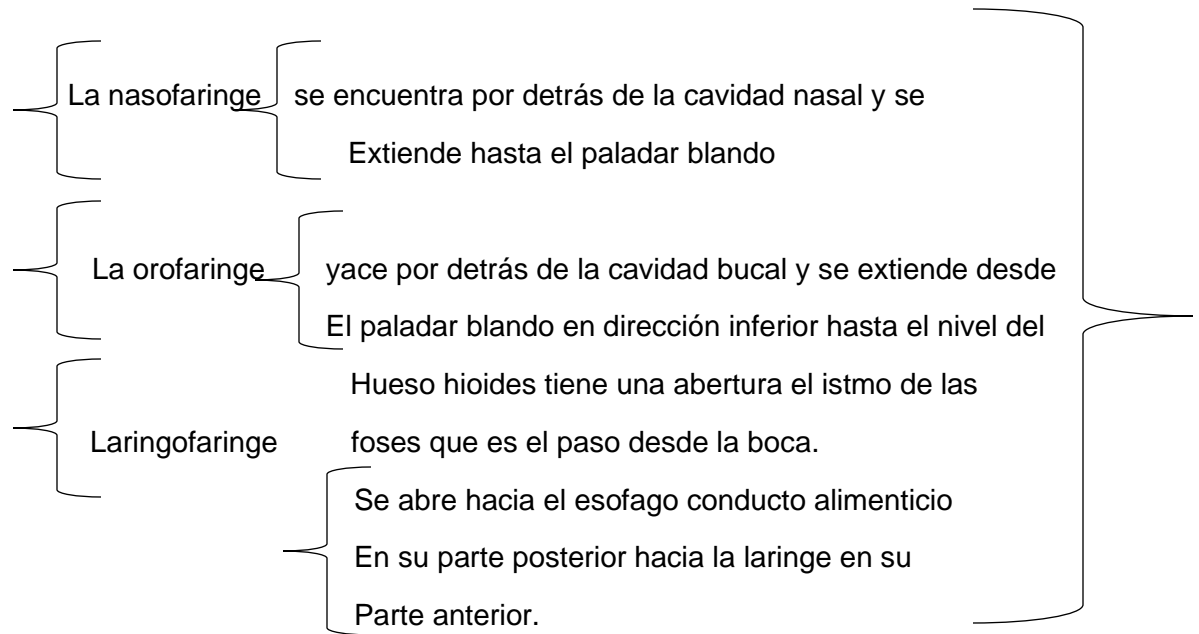 La nasofaringe se encuentra por detrás de la cavidad nasal y se
Extiende hasta el paladar blando
La orofaringe yace por detrás de la cavidad bucal y se extiende desde
El paladar blando en dirección inferior hasta el nivel del
Hueso hioides tiene una abertura el istmo de las
Laringofaringe foses que es el paso desde la boca.
Se abre hacia el esofago conducto alimenticio
En su parte posterior hacia la laringe en su
Parte anterior.